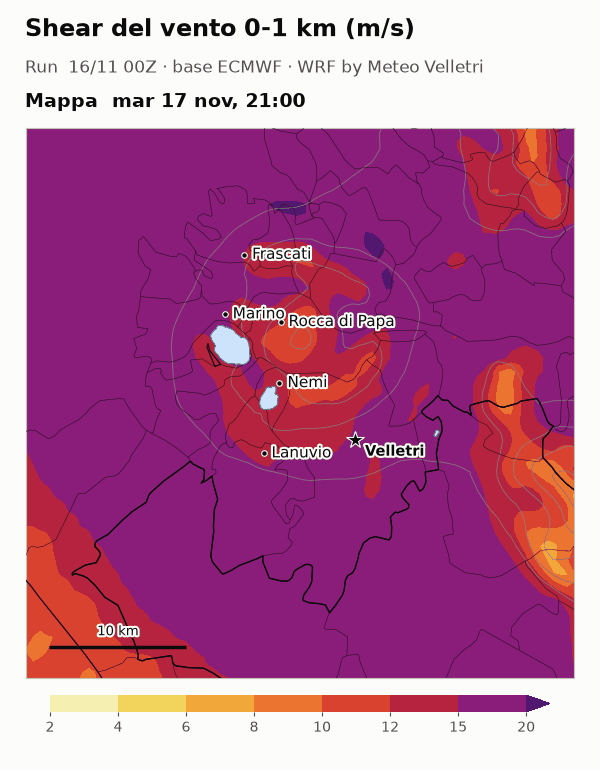 Shear del vento 0-1 km (m/s)
Run 16/11 00Z · base ECMWF · WRF by Meteo Velletri
Mappa mar 17 nov, 21:00
Frascati
Marino
Rocca di Papa
Nemi
Velletri
Lanuvio
10 km
2 4 6 8 10 12 15 20